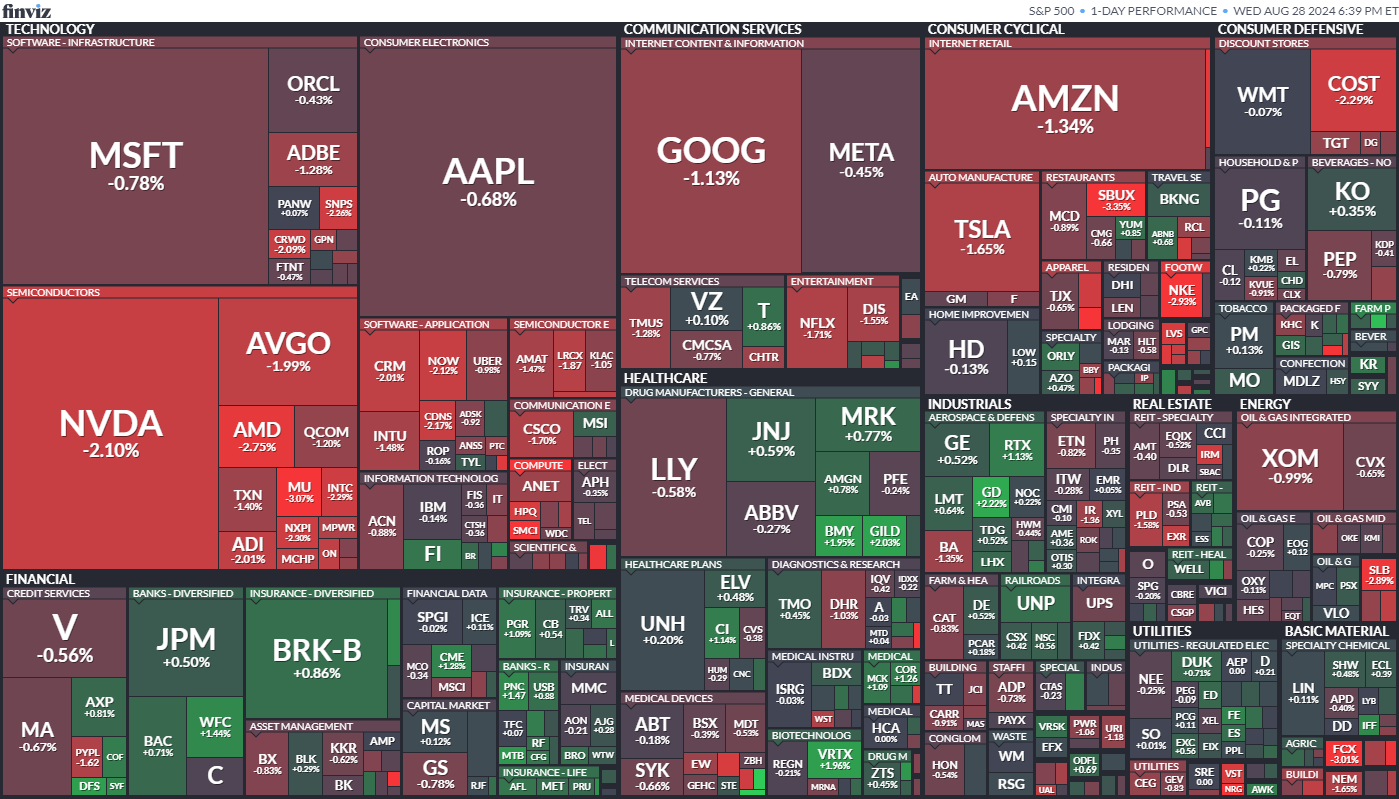 finviz
S&P 500 • 1-DAY PERFORMANCE • WED AUG 28 2024 6:39 PM ET
TECHNOLOGY
SOFTWARE - INFRASTRUCTURE
MSFT
-0.78%
ORCL
-0.43%
ADBE
-1.28%
PANW
+0.07%
SNPS
-2.26%
CRWD
-2.09%
GPN
FTNT
-0.47%
CONSUMER ELECTRONICS
AAPL
-0.68%
SEMICONDUCTORS
NVDA
-2.10%
AVGO
-1.99%
AMD
-2.75%
QCOM
-1.20%
TXN
-1.40%
MU
-3.07%
INTC
-2.29%
ADI
-2.01%
NXPI
-2.30%
MPWR
MCHP
ON
SOFTWARE - APPLICATION
CRM
-2.01%
NOW
-2.12%
UBER
-0.98%
INTU
-1.48%
CDNS
-2.17%
ADSK
-0.92
ROP
-0.16%
ANSS
PTC
TYL
SEMICONDUCTOR E
AMAT
-1.47%
LRCX
-1.87
KLAC
-1.05
COMMUNICATION E
CSCO
-1.70%
MSI
COMPUTE
ANET
HPQ
SMCI
WDC
ELECT
APH
-0.35%
TEL
INFORMATION TECHNOLOG
ACN
-0.88%
IBM
-0.14%
FIS
-0.36
IT
CTSH
-0.36
FI
BR
SCIENTIFIC &
COMMUNICATION SERVICES
INTERNET CONTENT & INFORMATION
GOOG
-1.13%
META
-0.45%
TELECOM SERVICES
TMUS
-1.28%
VZ
+0.10%
T
+0.86%
CMCSA
-0.77%
CHTR
ENTERTAINMENT
NFLX
-1.71%
DIS
-1.55%
EA
CONSUMER CYCLICAL
INTERNET RETAIL
AMZN
-1.34%
AUTO MANUFACTURE
TSLA
-1.65%
GM
F
RESTAURANTS
MCD
-0.89%
SBUX
-3.35%
CMG
-0.66
YUM
+0.85
TRAVEL SE
BKNG
ABNB
+0.68
RCL
APPAREL
TJX
-0.65%
RESIDEN
DHI
LEN
FOOTW
NKE
-2.93%
HOME IMPROVEMEN
HD
-0.13%
LOW
+0.15
SPECIALTY
ORLY
AZO
+0.47%
BBY
LODGING
MAR
-0.13
HLT
-0.58
LVS
GPC
PACKAGI
IP
CONSUMER DEFENSIVE
DISCOUNT STORES
WMT
-0.07%
COST
-2.29%
TGT
DG
HOUSEHOLD & P
PG
-0.11%
CL
-0.12
KMB
+0.22%
EL
KVUE
-0.91%
CHD
CLX
BEVERAGES - NO
KO
+0.35%
PEP
-0.79%
KDP
-0.41
TOBACCO
PM
+0.13%
MO
PACKAGED F
KHC
K
GIS
FARM P
BEVER
CONFECTION
MDLZ
HSY
KR
SYY
HEALTHCARE
DRUG MANUFACTURERS - GENERAL
LLY
-0.58%
JNJ
+0.59%
MRK
+0.77%
ABBV
-0.27%
AMGN
+0.78%
PFE
-0.24%
BMY
+1.95%
GILD
+2.03%
HEALTHCARE PLANS
UNH
+0.20%
ELV
+0.48%
CI
+1.14%
CVS
-0.38
HUM
-0.29
CNC
DIAGNOSTICS & RESEARCH
TMO
+0.45%
DHR
-1.03%
IQV
-0.42
IDXX
-0.22
A
-0.03
MTD
-0.04
MEDICAL INSTRU
ISRG
-0.03%
BDX
WST
MEDICAL
MCK
+1.09
COR
+1.26
MEDICAL DEVICES
ABT
-0.18%
BSX
-0.39%
MDT
-0.53%
SYK
-0.66%
EW
ZBH
GEHC
STE
MEDICAL
HCA
0.00%
BIOTECHNOLOGY
REGN
-0.21%
VRTX
+1.96%
MRNA
DRUG M
ZTS
+0.45%
FINANCIAL
CREDIT SERVICES
V
-0.56%
MA
-0.67%
AXP
+0.81%
PYPL
-1.62
COF
DFS
SYF
BANKS - DIVERSIFIED
JPM
+0.50%
BAC
+0.71%
WFC
+1.44%
C
INSURANCE - DIVERSIFIED
BRK-B
+0.86%
ASSET MANAGEMENT
BX
-0.83%
BLK
+0.29%
KKR
-0.62%
AMP
BK
FINANCIAL DATA
SPGI
-0.02%
ICE
+0.11%
MCO
-0.34
CME
+1.28%
MSCI
CAPITAL MARKET
MS
+0.12%
GS
-0.78%
RJF
INSURANCE - PROPERT
PGR
+1.09%
CB
+0.54
TRV
+0.34
ALL
L
BANKS - R
PNC
+1.47
USB
+0.88
TFC
+0.07
RF
MTB
CFG
INSURAN
MMC
AON
-0.21
AJG
-0.28
BRO
WTW
INSURANCE - LIFE
AFL
MET
PRU
INDUSTRIALS
AEROSPACE & DEFENS
GE
+0.52%
RTX
+1.13%
LMT
+0.64%
GD
+2.22%
NOC
+0.22%
BA
-1.35%
TDG
+0.52%
HWM
-0.44%
LHX
SPECIALTY IN
ETN
-0.82%
PH
-0.35
ITW
-0.28%
EMR
+0.05%
CMI
-0.10
IR
-1.36
XYL
AME
+0.36
ROK
OTIS
+0.30
FARM & HEA
CAT
-0.83%
DE
+0.52%
PCAR
+0.18%
RAILROADS
UNP
CSX
+0.42%
NSC
+0.56%
INTEGRA
UPS
FDX
+0.42%
BUILDING
TT
JCI
CARR
-0.91%
MAS
STAFFI
ADP
-0.73%
PAYX
SPECIAL
CTAS
-0.23
INDUS
VRSK
PWR
-1.06
URI
-1.18
EFX
CONGLOM
HON
-0.54%
WASTE
WM
RSG
ODFL
+0.69
UAL
REAL ESTATE
REIT - SPECIALTY
AMT
-0.40
EQIX
-0.52%
CCI
DLR
IRM
SBAC
REIT - IND
PLD
-1.58%
PSA
-0.53
EXR
REIT -
AVB
ESS
O
SPG
-0.20%
REIT - HEAL
WELL
CBRE
VICI
CSGP
ENERGY
OIL & GAS INTEGRATED
XOM
-0.99%
CVX
-0.65%
OIL & GAS E
COP
-0.25%
EOG
+0.12
OXY
-0.11%
HES
EQT
OIL & GAS MID
OKE
KMI
OIL & G
MPC
PSX
VLO
SLB
-2.89%
UTILITIES
UTILITIES - REGULATED ELEC
NEE
-0.25%
DUK
+0.71%
AEP
0.00
D
+0.21
SO
+0.01%
PEG
-0.09
ED
PCG
+0.11
XEL
FE
ES
EXC
+0.56
EIX
PPL
UTILITIES
CEG
GEV
-0.83
SRE
0.00
VST
NRG
AWK
BASIC MATERIAL
SPECIALTY CHEMICAL
LIN
+0.11%
SHW
+0.48%
ECL
+0.39
APD
-0.40%
LYB
DD
IFF
AGRIC
FCX
-3.01%
BUILDI
NEM
-1.65%